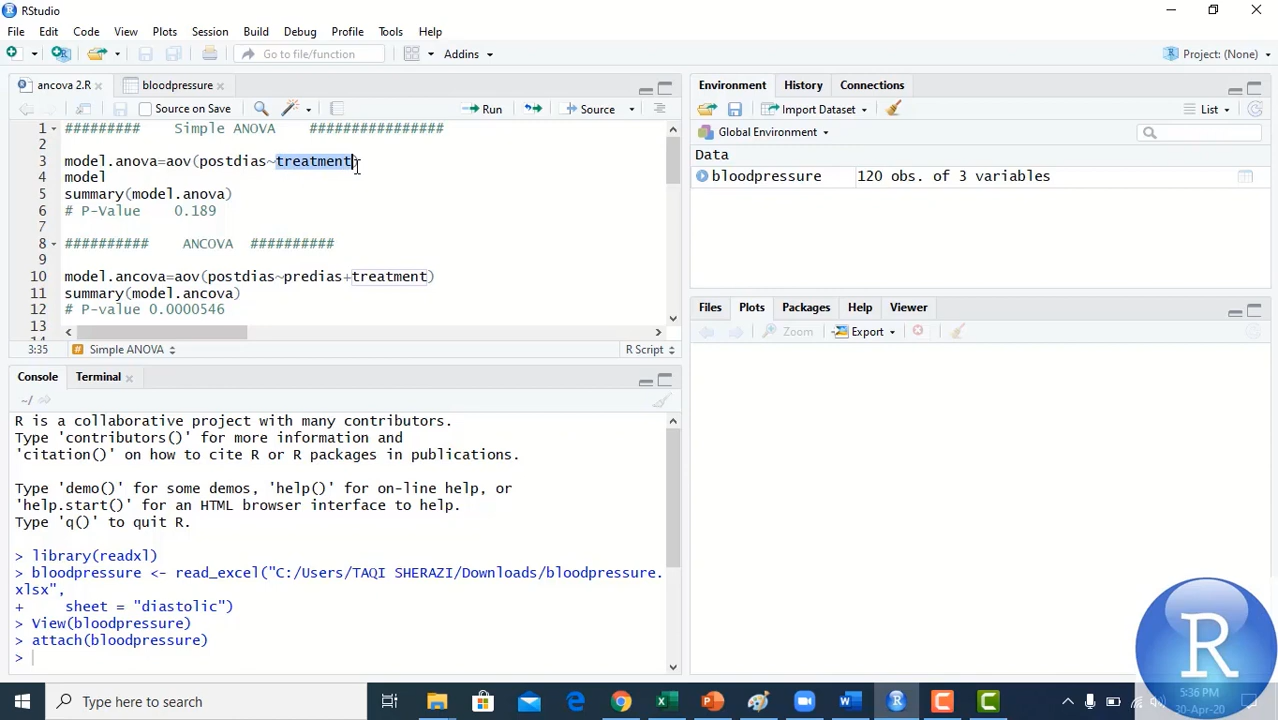 RStudio
File Edit Code View Plots Session Build Debug Profile Tools Help
Go to file/function Addins Project: (None)
ancova 2.R bloodpressure
Source on Save Run Source
1 ######### Simple ANOVA ################
2
3 model.anova=aov(postdias~treatment)
4 model
5 summary(model.anova)
6 # P-Value 0.189
7
8 ########## ANCOVA ##########
9
10 model.ancova=aov(postdias~predias+treatment)
11 summary(model.ancova)
12 # P-value 0.0000546
13
3:35 Simple ANOVA R Script
Console Terminal
~/
R is a collaborative project with many contributors.
Type 'contributors()' for more information and
'citation()' on how to cite R or R packages in publications.
Type 'demo()' for some demos, 'help()' for on-line help, or
'help.start()' for an HTML browser interface to help.
Type 'q()' to quit R.
> library(readxl)
> bloodpressure <- read_excel("C:/Users/TAQI SHERAZI/Downloads/bloodpressure.
xlsx",
+     sheet = "diastolic")
> View(bloodpressure)
> attach(bloodpressure)
>
Environment History Connections
Import Dataset List
Global Environment
Data
bloodpressure 120 obs. of 3 variables
Files Plots Packages Help Viewer
Zoom Export
R
Type here to search
5:36 PM
30-Apr-20